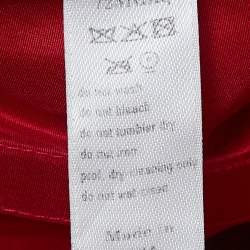 do not wash
do not bleach
do not tumbler dry
do not iron
prof. dry cleaning only
do not wet clean
Made in